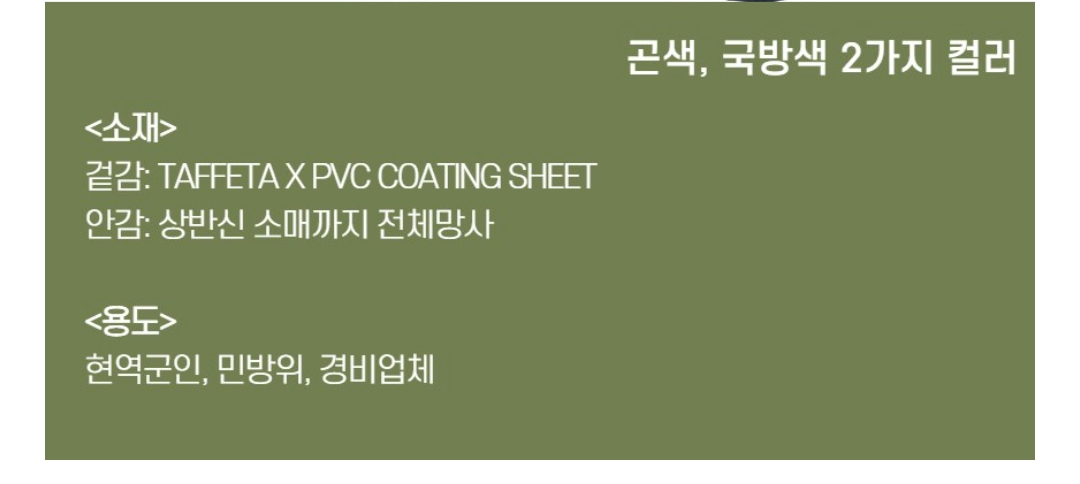 곤색, 국방색 2가지 컬러
<소재>
겉감: TAFFETA X PVC COATING SHEET
안감: 상반신 소매까지 전체망사
<용도>
현역군인, 민방위, 경비업체